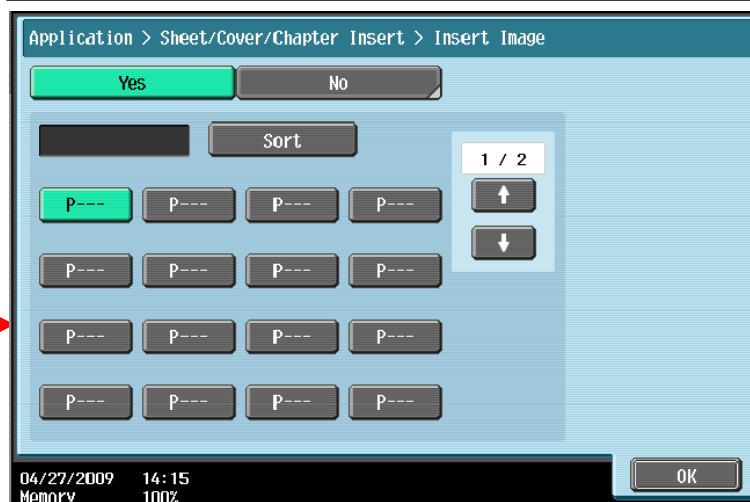 Application > Sheet/Cover/Chapter Insert > Insert Image
Yes No
Sort
1 / 2
P--- P--- P--- P---
P--- P--- P--- P---
P--- P--- P--- P---
P--- P--- P--- P---
04/27/2009 14:15
OK
Memory 100%